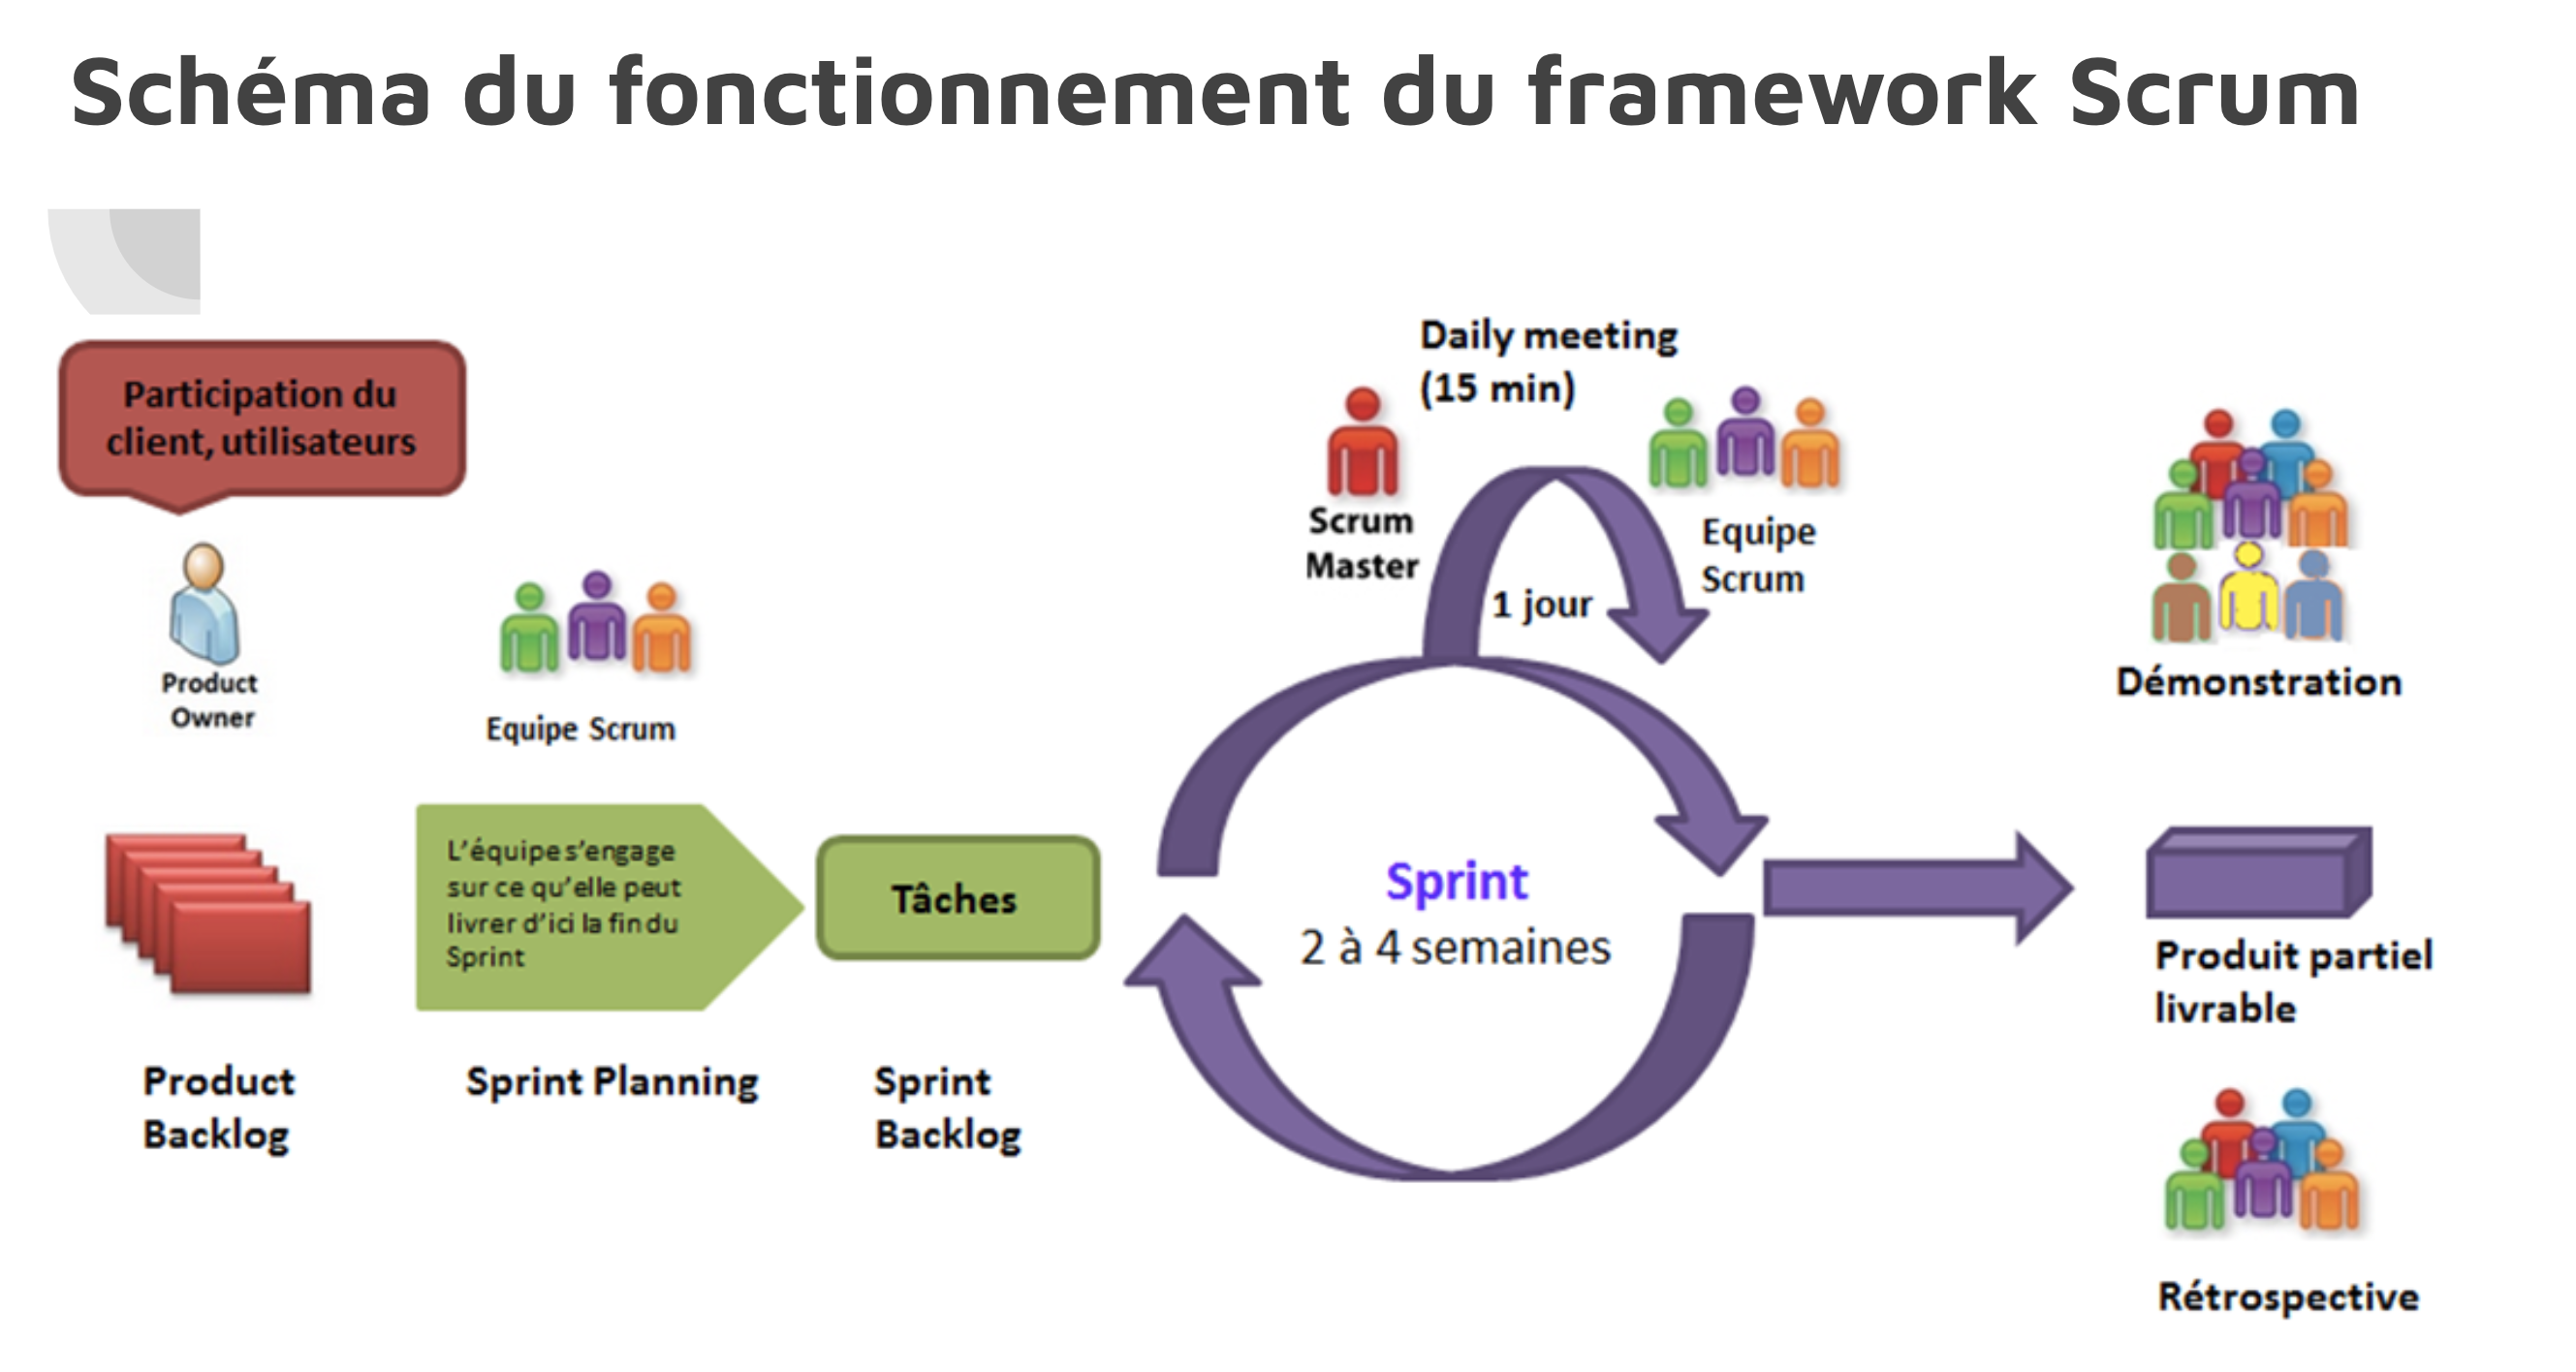 Schéma du fonctionnement du framework Scrum
Participation du
client, utilisateurs
Product
Owner
Equipe Scrum
Daily meeting
(15 min)
Scrum
Master
Equipe
Scrum
1 jour
Démonstration
L'équipe s'engage
sur ce qu'elle peut
livrer d'ici la fin du
Sprint
Tâches
Sprint
2 à 4 semaines
Produit partiel
livrable
Product
Backlog
Sprint Planning
Sprint
Backlog
Rétrospective